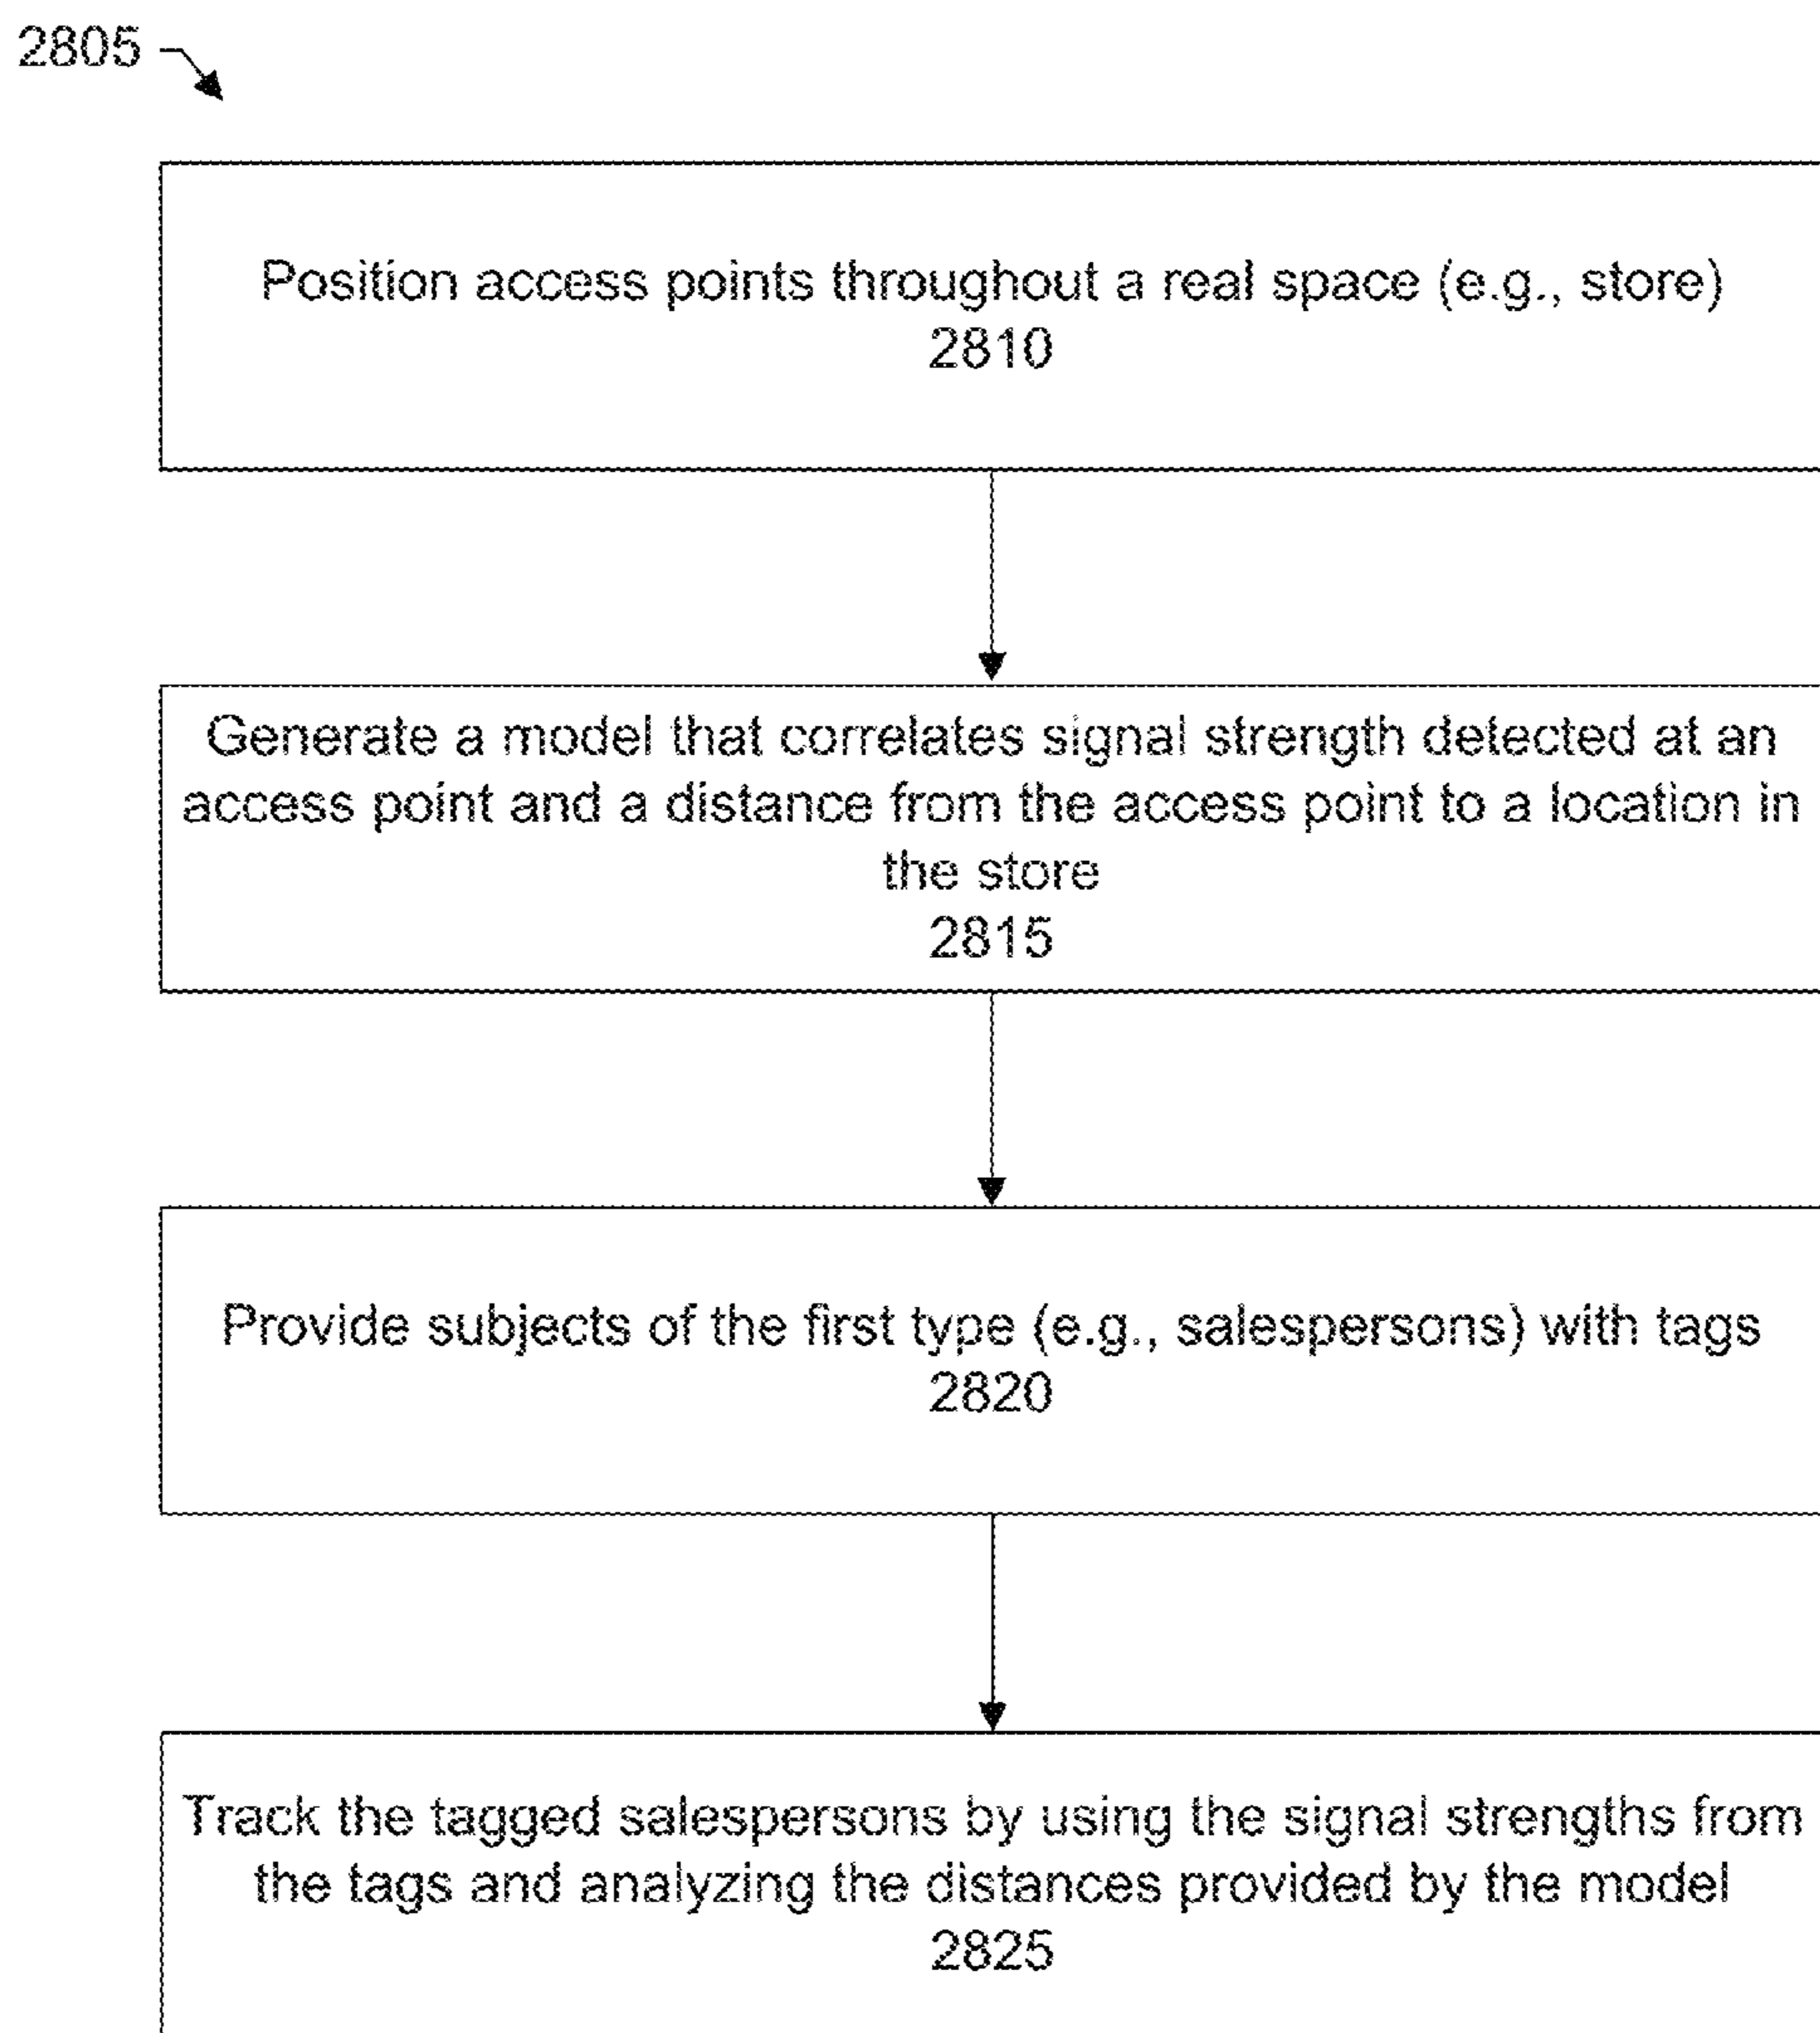 2805
Position access points throughout a real space (e.g., store)
2810
Generate a model that correlates signal strength detected at an
access point and a distance from the access point to a location in
the store
2815
Provide subjects of the first type (e.g., salespersons) with tags
2820
Track the tagged salespersons by using the signal strengths from
the tags and analyzing the distances provided by the model
2825